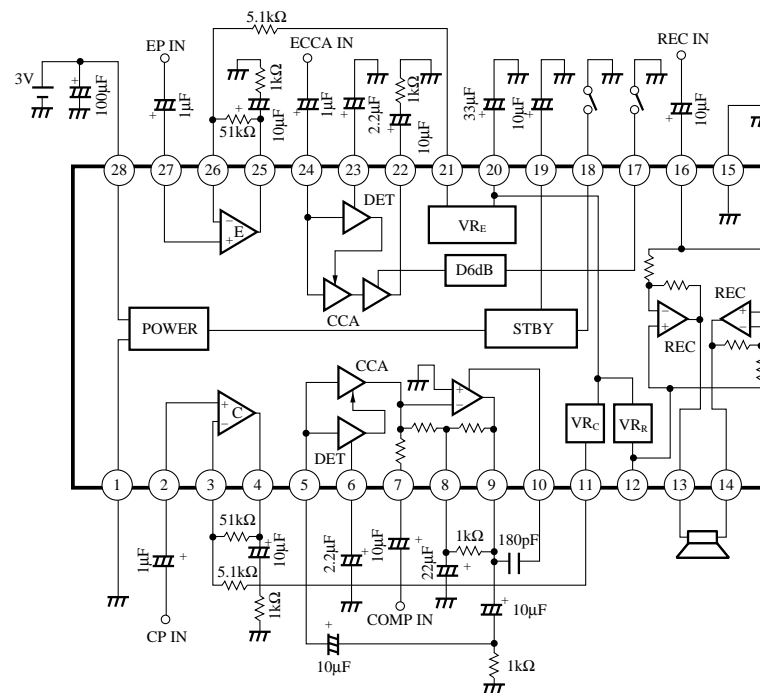 5.1kΩ
EP IN
ECCA IN
REC IN
3V
100µF
1µF
1kΩ
10µF
51kΩ
1µF
2.2µF
1kΩ
10µF
33µF
10µF
10µF
28
27
26
25
24
23
22
21
20
19
18
17
16
15
DET
E
VR_E
D6dB
CCA
POWER
STBY
REC
REC
CCA
C
DET
VR_C
VR_R
1
2
3
4
5
6
7
8
9
10
11
12
13
14
51kΩ
1µF
10µF
5.1kΩ
1kΩ
2.2µF
10µF
22µF
1kΩ
180pF
CP IN
COMP IN
10µF
10µF
1kΩ